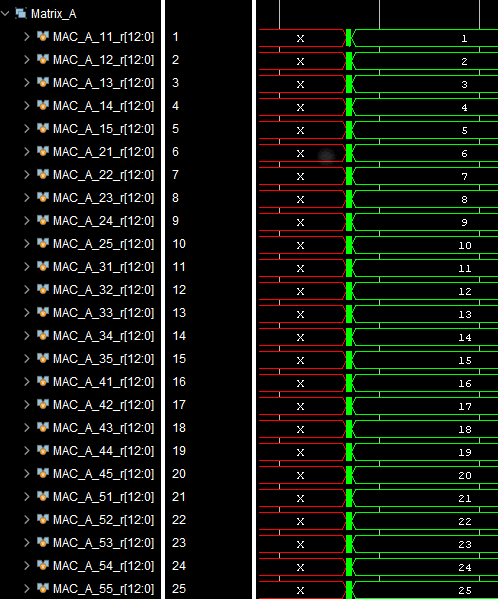 Matrix_A
MAC_A_11_r[12:0] 1 X 1
MAC_A_12_r[12:0] 2 X 2
MAC_A_13_r[12:0] 3 X 3
MAC_A_14_r[12:0] 4 X 4
MAC_A_15_r[12:0] 5 X 5
MAC_A_21_r[12:0] 6 X 6
MAC_A_22_r[12:0] 7 X 7
MAC_A_23_r[12:0] 8 X 8
MAC_A_24_r[12:0] 9 X 9
MAC_A_25_r[12:0] 10 X 10
MAC_A_31_r[12:0] 11 X 11
MAC_A_32_r[12:0] 12 X 12
MAC_A_33_r[12:0] 13 X 13
MAC_A_34_r[12:0] 14 X 14
MAC_A_35_r[12:0] 15 X 15
MAC_A_41_r[12:0] 16 X 16
MAC_A_42_r[12:0] 17 X 17
MAC_A_43_r[12:0] 18 X 18
MAC_A_44_r[12:0] 19 X 19
MAC_A_45_r[12:0] 20 X 20
MAC_A_51_r[12:0] 21 X 21
MAC_A_52_r[12:0] 22 X 22
MAC_A_53_r[12:0] 23 X 23
MAC_A_54_r[12:0] 24 X 24
MAC_A_55_r[12:0] 25 X 25